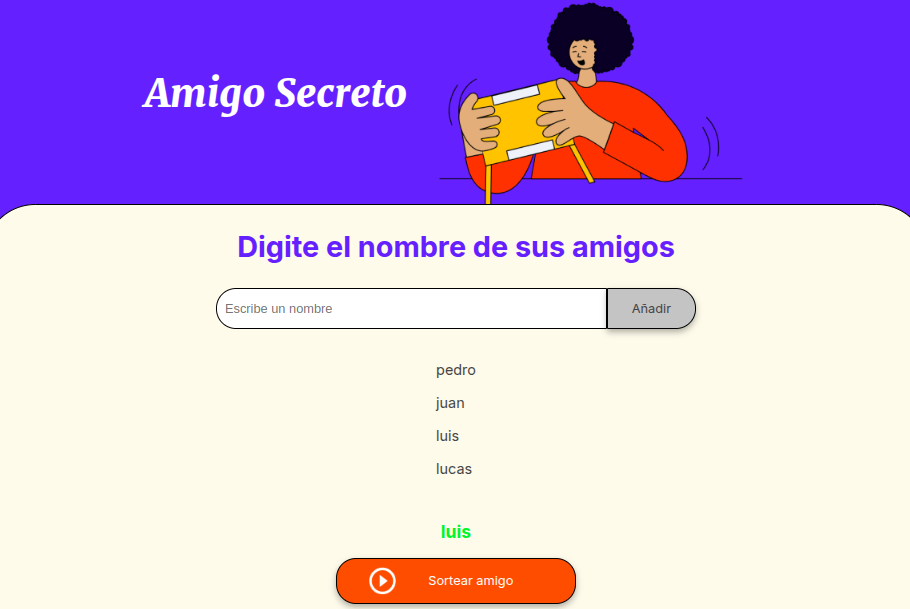 Amigo Secreto
Digite el nombre de sus amigos
Escribe un nombre
Añadir
pedro
juan
luis
lucas
luis
Sortear amigo